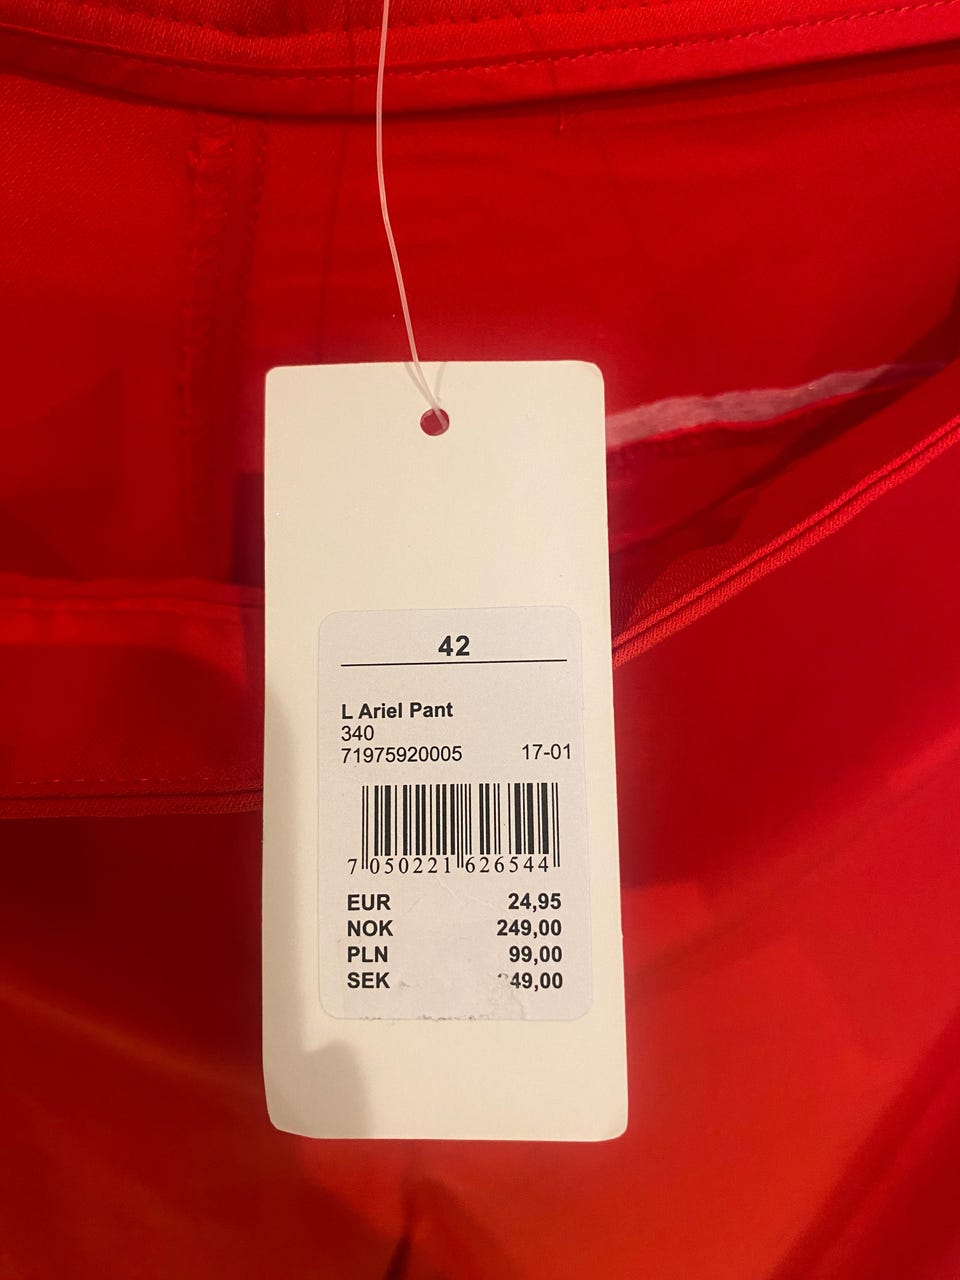 42
L Ariel Pant
340
71975920005 17-01
7 050221 626544
EUR 24,95
NOK 249,00
PLN 99,00
SEK